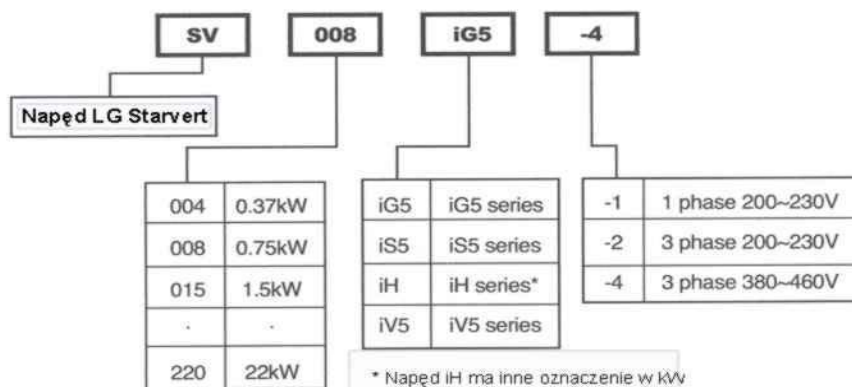 SV 008 iG5 -4
Napęd LG Starvert
004 0.37kW
008 0.75kW
015 1.5kW
. .
220 22kW
iG5 iG5 series
iS5 iS5 series
iH iH series*
iV5 iV5 series
* Napęd iH ma inne oznaczenie w kW
-1 1 phase 200~230V
-2 3 phase 200~230V
-4 3 phase 380~460V